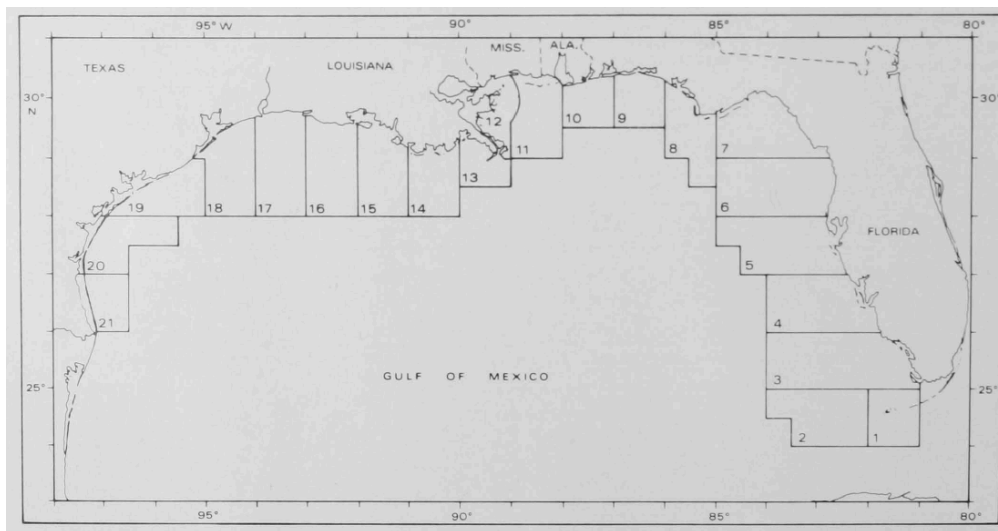 95° W 90° 85° 80°
MISS. ALA.
TEXAS LOUISIANA
30° 30°
N
12
10 9
11 8 7
13
19 18 17 16 15 14 6
FLORIDA
20 5
21 4
GULF OF MEXICO
25° 3 25°
2 1
95° 90° 85° 80°